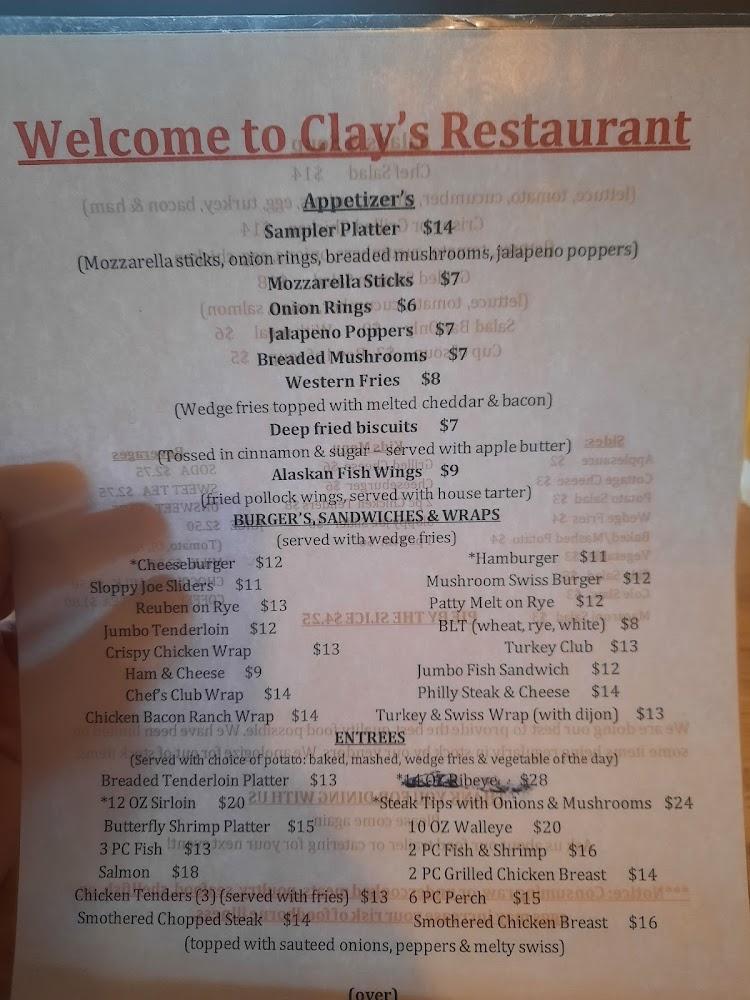 Welcome to Clay's Restaurant
Appetizer's
Sampler Platter $14
(Mozzarella sticks, onion rings, breaded mushrooms, jalapeno poppers)
Mozzarella Sticks $7
Onion Rings $6
Jalapeno Poppers $7
Breaded Mushrooms $7
Western Fries $8
(Wedge fries topped with melted cheddar & bacon)
Deep fried biscuits $7
(Tossed in cinnamon & sugar – served with apple butter)
Alaskan Fish Wings $9
(fried pollock wings, served with house tarter)
BURGER'S, SANDWICHES & WRAPS
(served with wedge fries)
*Cheeseburger $12 *Hamburger $11
Sloppy Joe Sliders $11 Mushroom Swiss Burger $12
Reuben on Rye $13 Patty Melt on Rye $12
Jumbo Tenderloin $12 BLT (wheat, rye, white) $8
Crispy Chicken Wrap $13 Turkey Club $13
Ham & Cheese $9 Jumbo Fish Sandwich $12
Chef's Club Wrap $14 Philly Steak & Cheese $14
Chicken Bacon Ranch Wrap $14 Turkey & Swiss Wrap (with dijon) $13
ENTREES
(Served with choice of potato: baked, mashed, wedge fries & vegetable of the day)
Breaded Tenderloin Platter $13 *14 OZ Ribeye $28
*12 OZ Sirloin $20 *Steak Tips with Onions & Mushrooms $24
Butterfly Shrimp Platter $15 10 OZ Walleye $20
3 PC Fish $13 2 PC Fish & Shrimp $16
Salmon $18 2 PC Grilled Chicken Breast $14
Chicken Tenders (3) (served with fries) $13 6 PC Perch $15
Smothered Chopped Steak $14 Smothered Chicken Breast $16
(topped with sauteed onions, peppers & melty swiss)
(over)